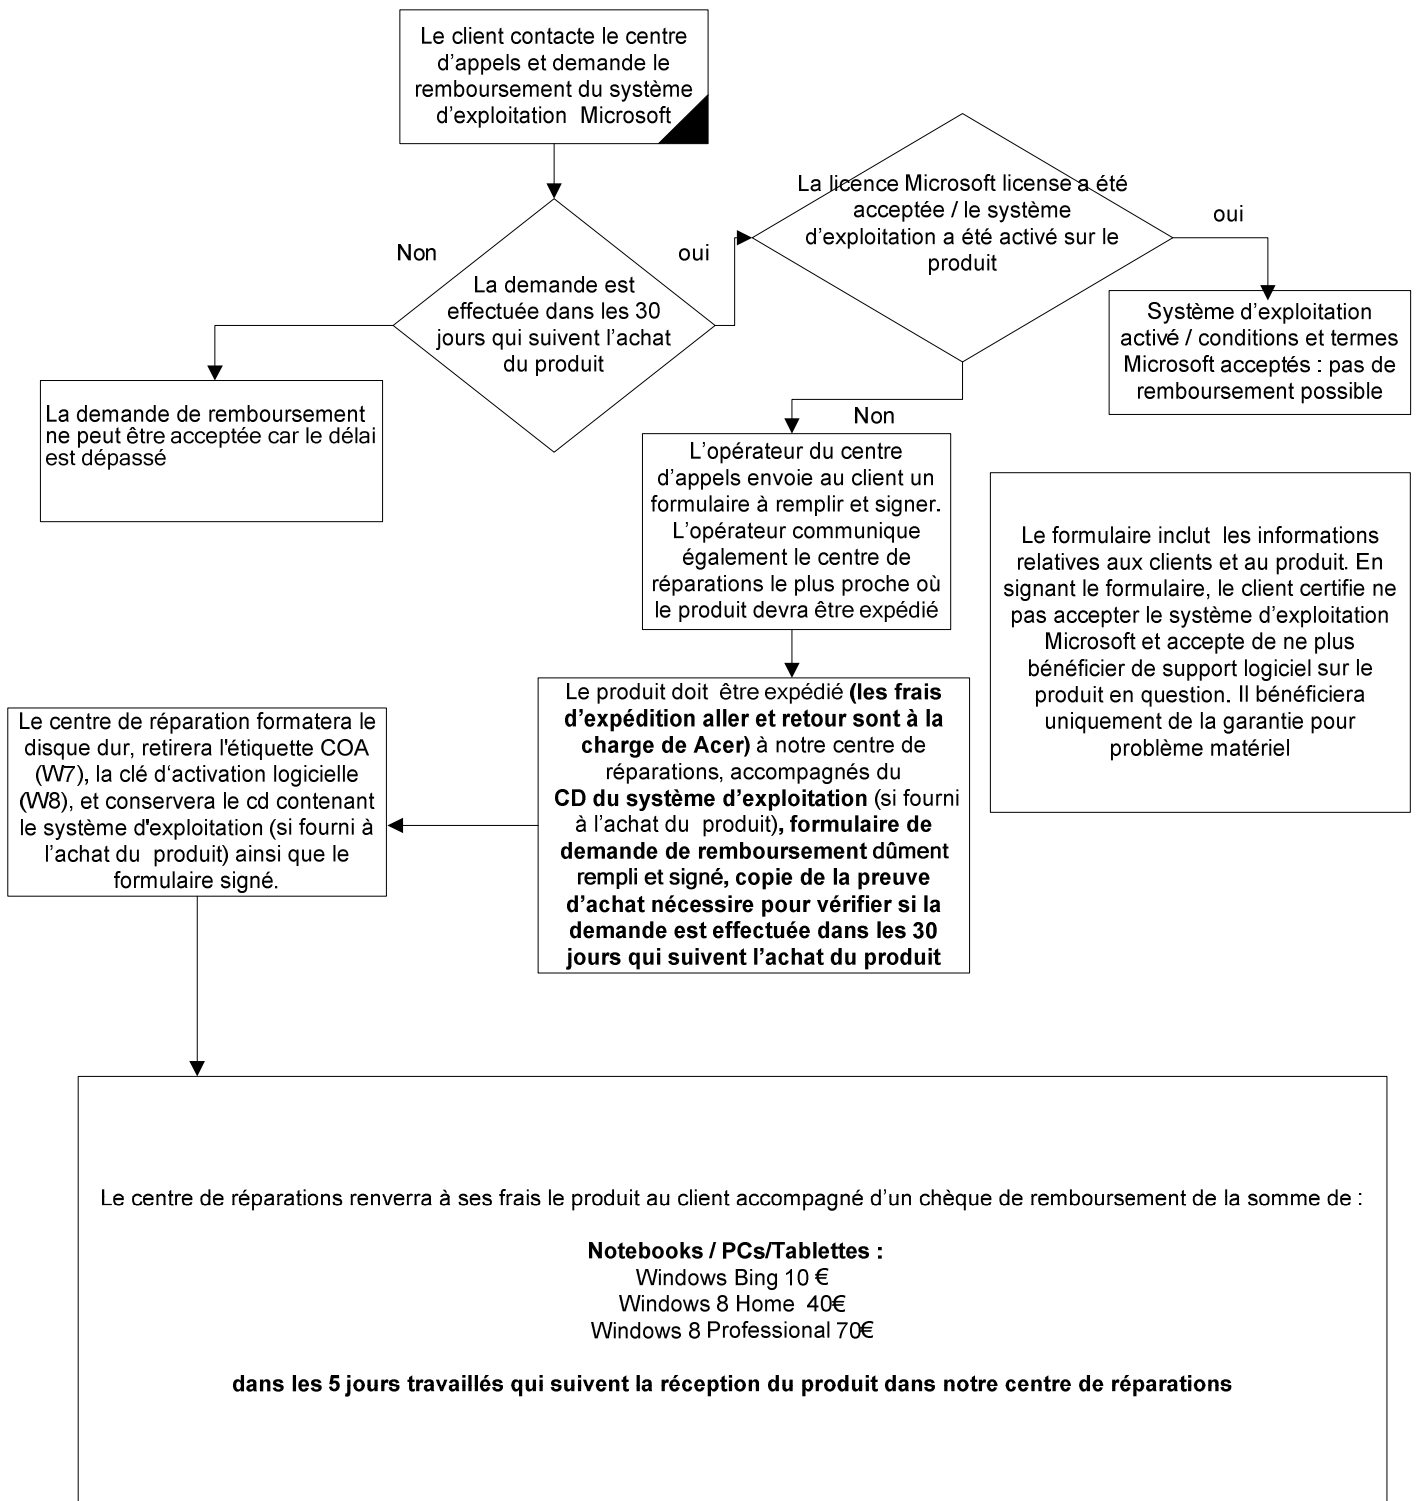 Le client contacte le centre
d'appels et demande le
remboursement du système
d'exploitation Microsoft
La licence Microsoft license a été
acceptée / le système
d'exploitation a été activé sur le
produit
oui
Non
oui
La demande est
effectuée dans les 30
jours qui suivent l'achat
du produit
Système d'exploitation
activé / conditions et termes
Microsoft acceptés : pas de
remboursement possible
La demande de remboursement
ne peut être acceptée car le délai
est dépassé
Non
L'opérateur du centre
d'appels envoie au client un
formulaire à remplir et signer.
L'opérateur communique
également le centre de
réparations le plus proche où
le produit devra être expédié
Le formulaire inclut les informations
relatives aux clients et au produit. En
signant le formulaire, le client certifie ne
pas accepter le système d'exploitation
Microsoft et accepte de ne plus
bénéficier de support logiciel sur le
produit en question. Il bénéficiera
uniquement de la garantie pour
problème matériel
Le produit doit être expédié (les frais
d'expédition aller et retour sont à la
charge de Acer) à notre centre de
réparations, accompagnés du
CD du système d'exploitation (si fourni
à l'achat du produit), formulaire de
demande de remboursement dûment
rempli et signé, copie de la preuve
d'achat nécessire pour vérifier si la
demande est effectuée dans les 30
jours qui suivent l'achat du produit
Le centre de réparation formatera le
disque dur, retirera l'étiquette COA
(W7), la clé d'activation logicielle
(W8), et conservera le cd contenant
le système d'exploitation (si fourni à
l'achat du produit) ainsi que le
formulaire signé.
Le centre de réparations renverra à ses frais le produit au client accompagné d'un chèque de remboursement de la somme de :
Notebooks / PCs/Tablettes :
Windows Bing 10 €
Windows 8 Home 40€
Windows 8 Professional 70€
dans les 5 jours travaillés qui suivent la réception du produit dans notre centre de réparations